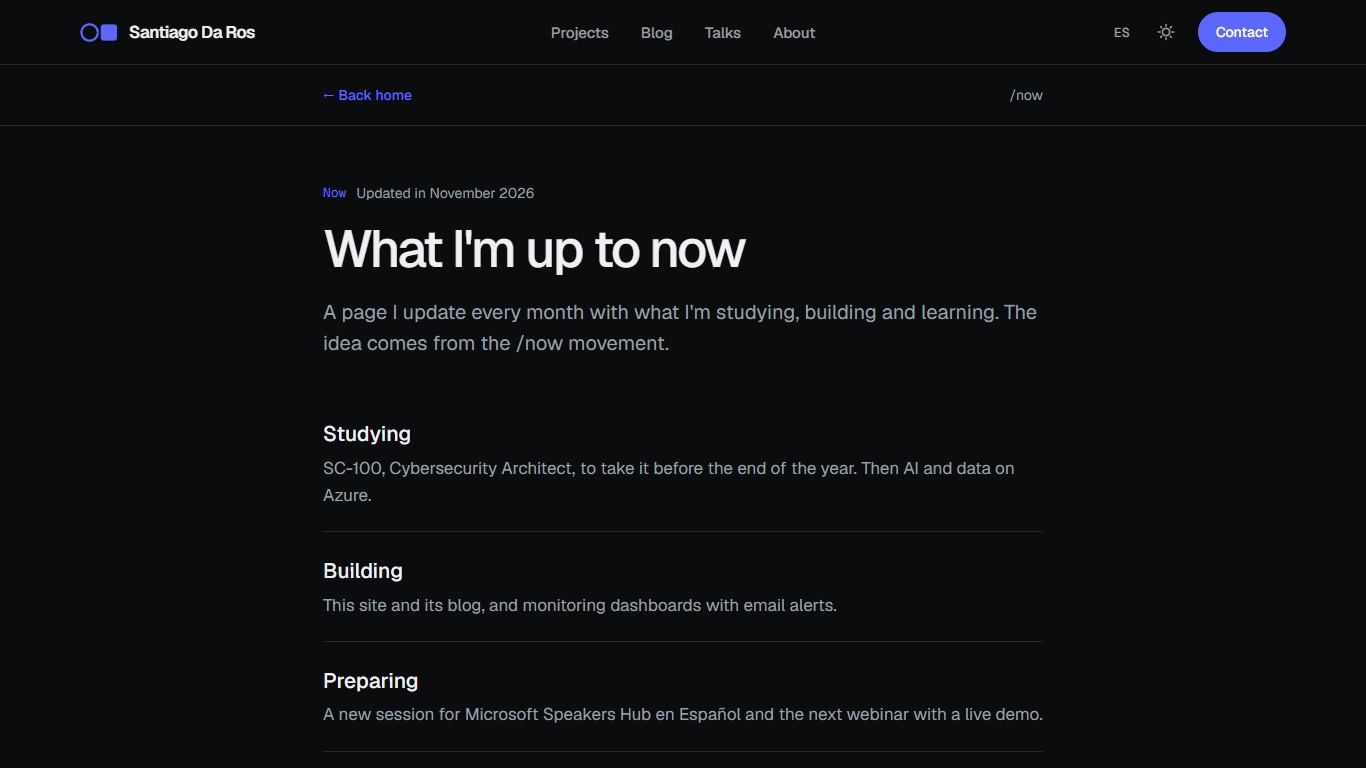 Santiago Da Ros
Projects
Blog
Talks
About
ES
Contact
← Back home
/now
Now Updated in November 2026
What I'm up to now
A page I update every month with what I'm studying, building and learning. The
idea comes from the /now movement.
Studying
SC-100, Cybersecurity Architect, to take it before the end of the year. Then AI and data on
Azure.
Building
This site and its blog, and monitoring dashboards with email alerts.
Preparing
A new session for Microsoft Speakers Hub en Español and the next webinar with a live demo.